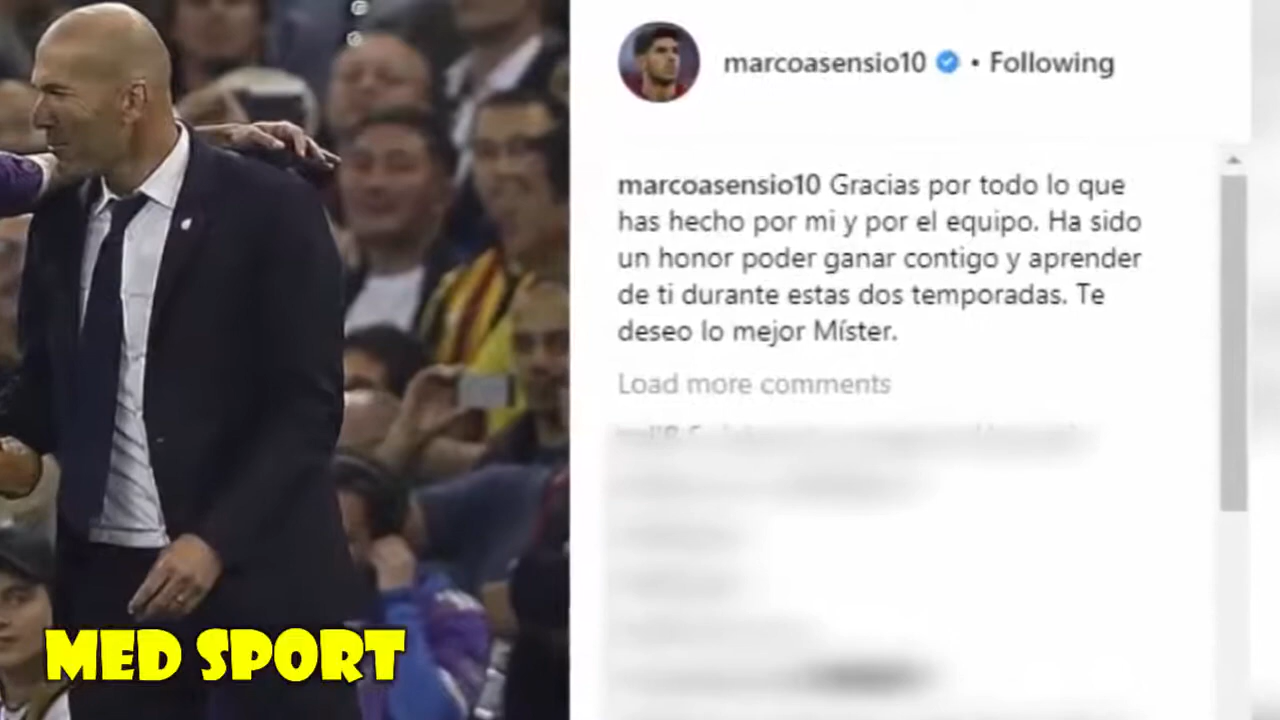 marcoasensio10 • Following
marcoasensio10 Gracias por todo lo que
has hecho por mi y por el equipo. Ha sido
un honor poder ganar contigo y aprender
de ti durante estas dos temporadas. Te
deseo lo mejor Míster.
Load more comments
MED SPORT